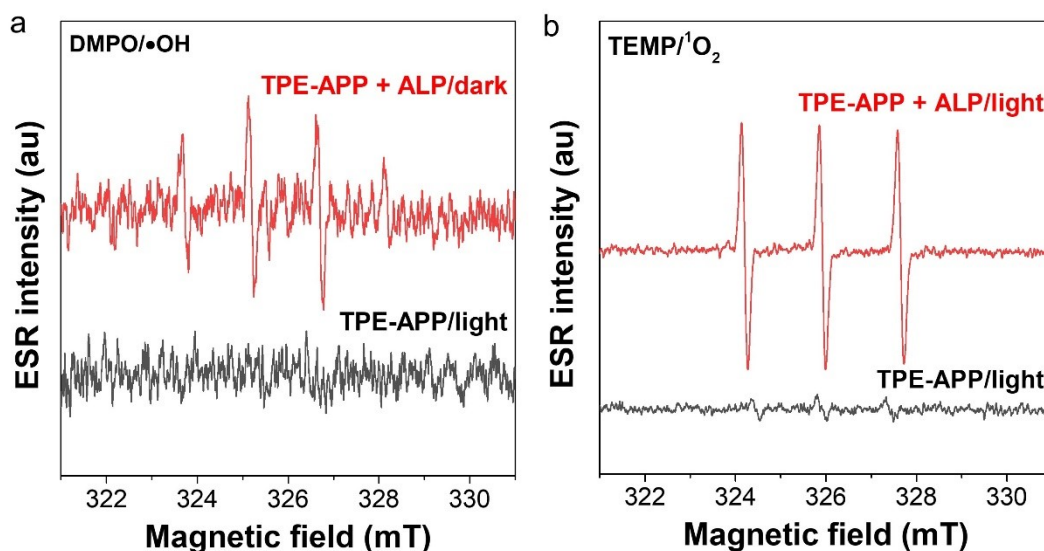 a
DMPO/•OH
TPE-APP + ALP/dark
TPE-APP/light
ESR intensity (au)
322 324 326 328 330
Magnetic field (mT)
b
TEMP/¹O₂
TPE-APP + ALP/light
TPE-APP/light
ESR intensity (au)
322 324 326 328 330
Magnetic field (mT)